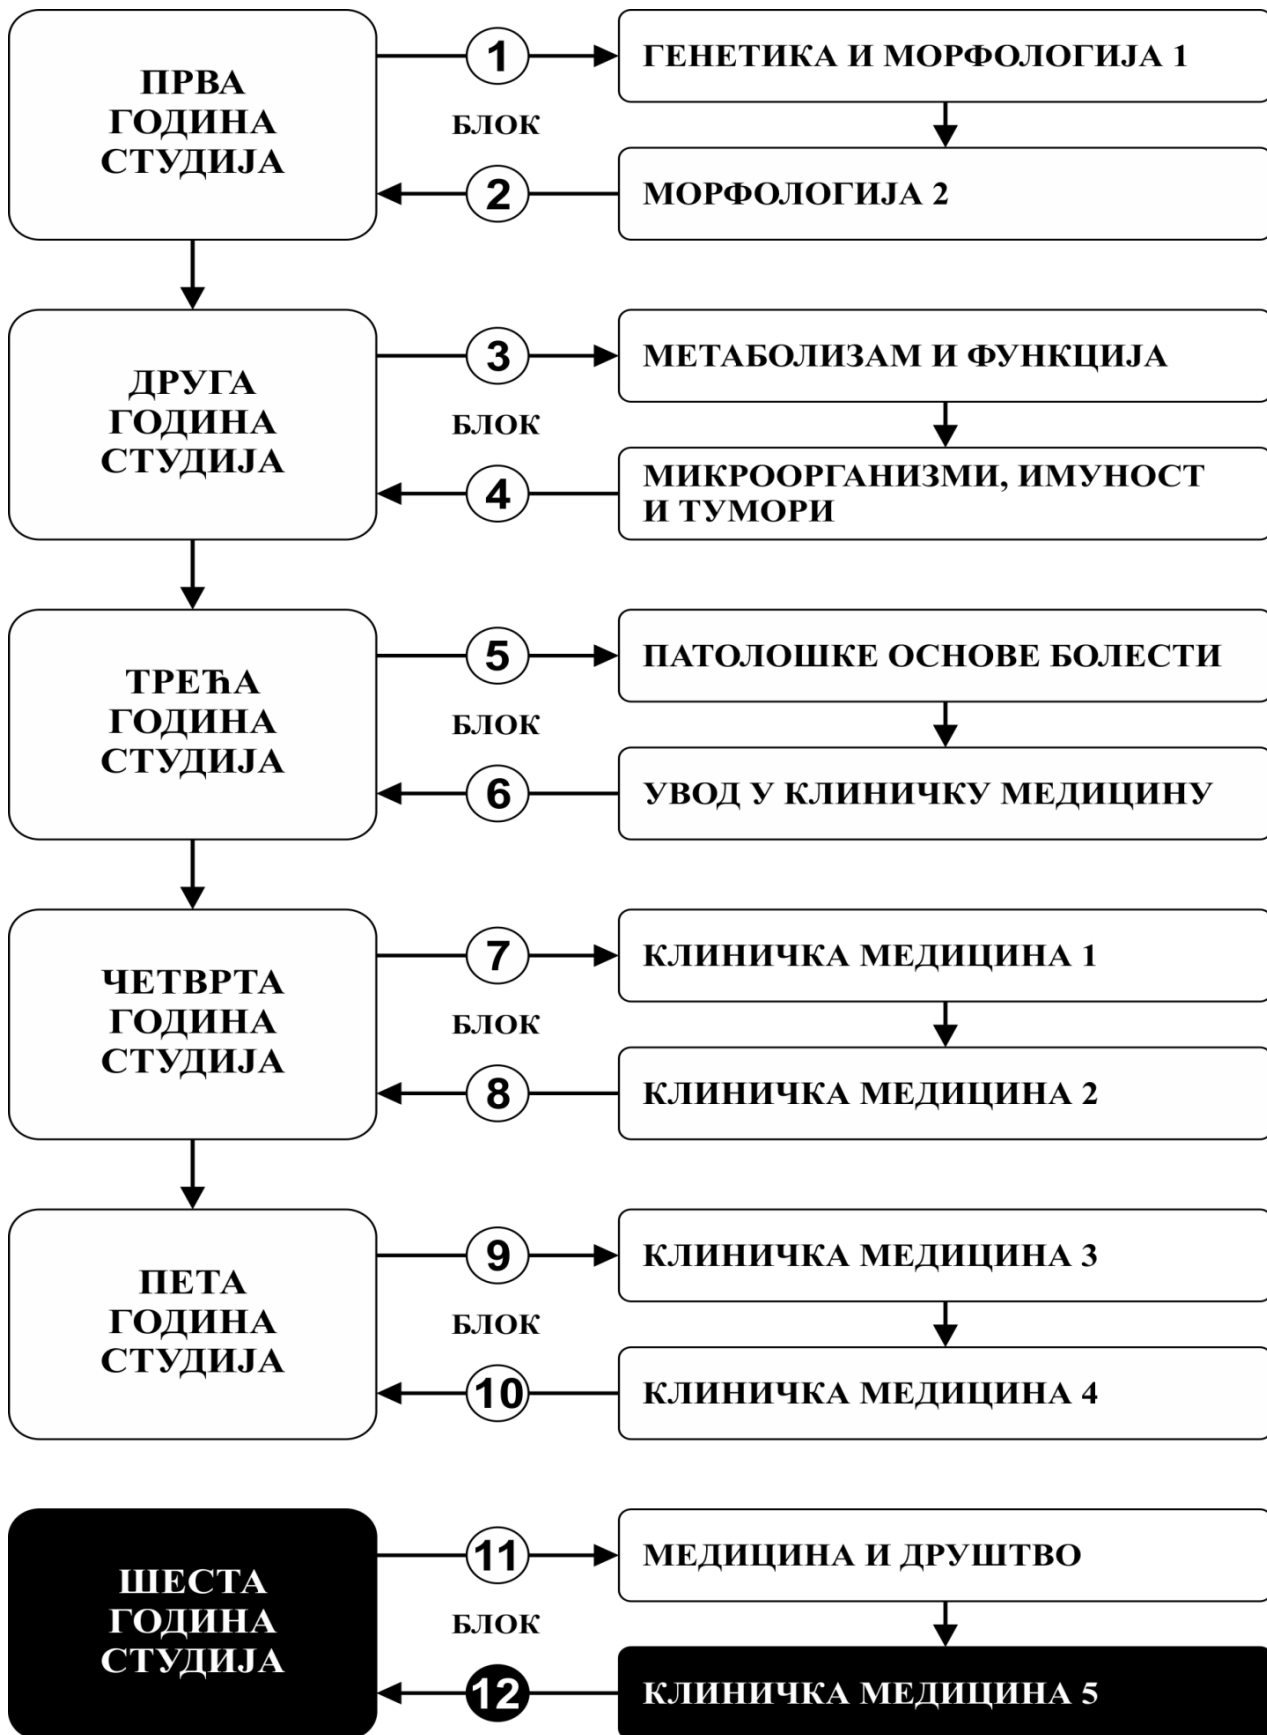 ПРВА
ГОДИНА
СТУДИЈА
1
ГЕНЕТИКА И МОРФОЛОГИЈА 1
БЛОК
2
МОРФОЛОГИЈА 2
ДРУГА
ГОДИНА
СТУДИЈА
3
МЕТАБОЛИЗАМ И ФУНКЦИЈА
БЛОК
4
МИКРООРГАНИЗМИ, ИМУНОСТ
И ТУМОРИ
ТРЕЋА
ГОДИНА
СТУДИЈА
5
ПАТОЛОШКЕ ОСНОВЕ БОЛЕСТИ
БЛОК
6
УВОД У КЛИНИЧКУ МЕДИЦИНУ
ЧЕТВРТА
ГОДИНА
СТУДИЈА
7
КЛИНИЧКА МЕДИЦИНА 1
БЛОК
8
КЛИНИЧКА МЕДИЦИНА 2
ПЕТА
ГОДИНА
СТУДИЈА
9
КЛИНИЧКА МЕДИЦИНА 3
БЛОК
10
КЛИНИЧКА МЕДИЦИНА 4
ШЕСТА
ГОДИНА
СТУДИЈА
11
МЕДИЦИНА И ДРУШТВО
БЛОК
12
КЛИНИЧКА МЕДИЦИНА 5